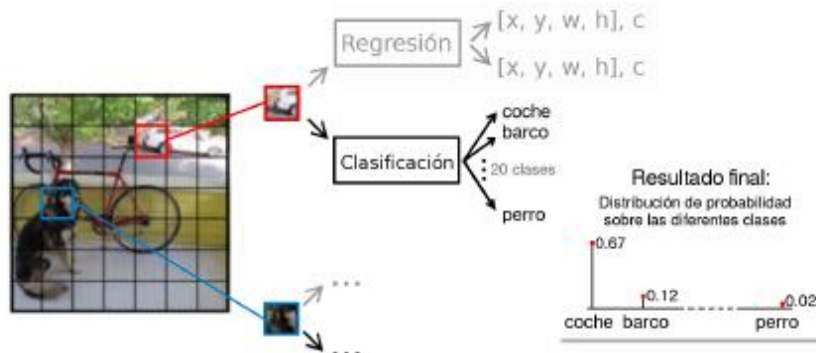 Regresión
[x, y, w, h], c
[x, y, w, h], c
Clasificación
coche
barco
20 clases
perro
Resultado final:
Distribución de probabilidad
sobre las diferentes clases
0.67
0.12
0.02
coche barco perro
...
...